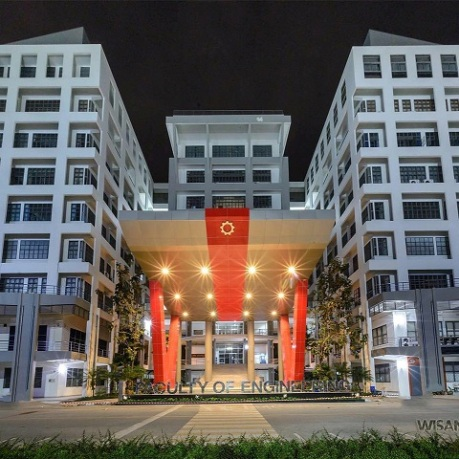 FACULTY OF ENGINEERING
WISAN